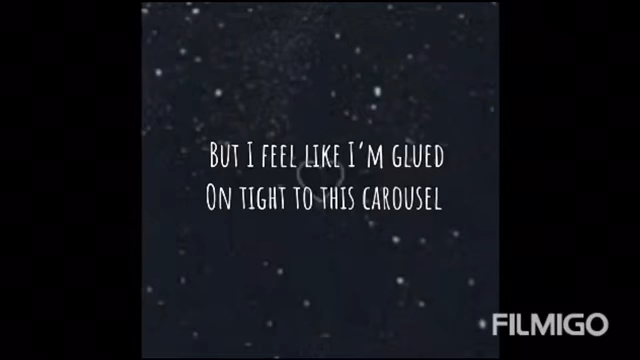 BUT I FEEL LIKE I'M GLUED
ON TIGHT TO THIS CAROUSEL
FILMIGO